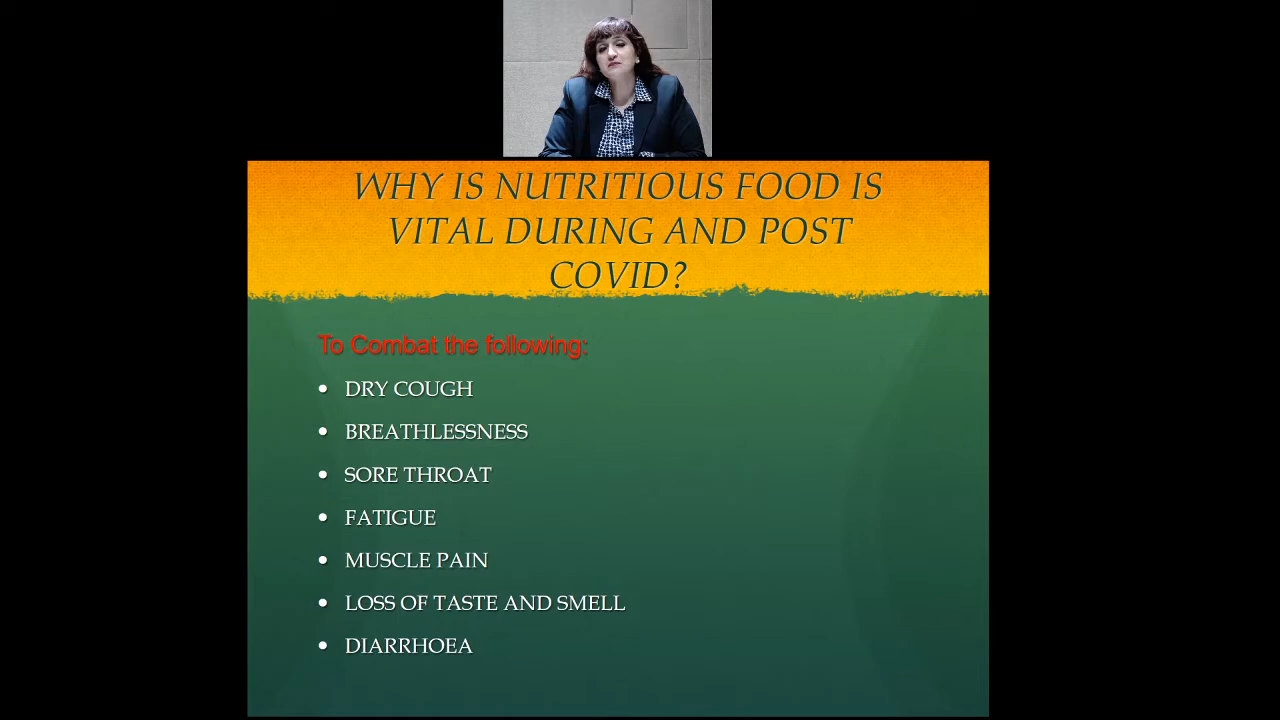 WHY IS NUTRITIOUS FOOD IS
VITAL DURING AND POST
COVID?
To Combat the following:
• DRY COUGH
• BREATHLESSNESS
• SORE THROAT
• FATIGUE
• MUSCLE PAIN
• LOSS OF TASTE AND SMELL
• DIARRHOEA